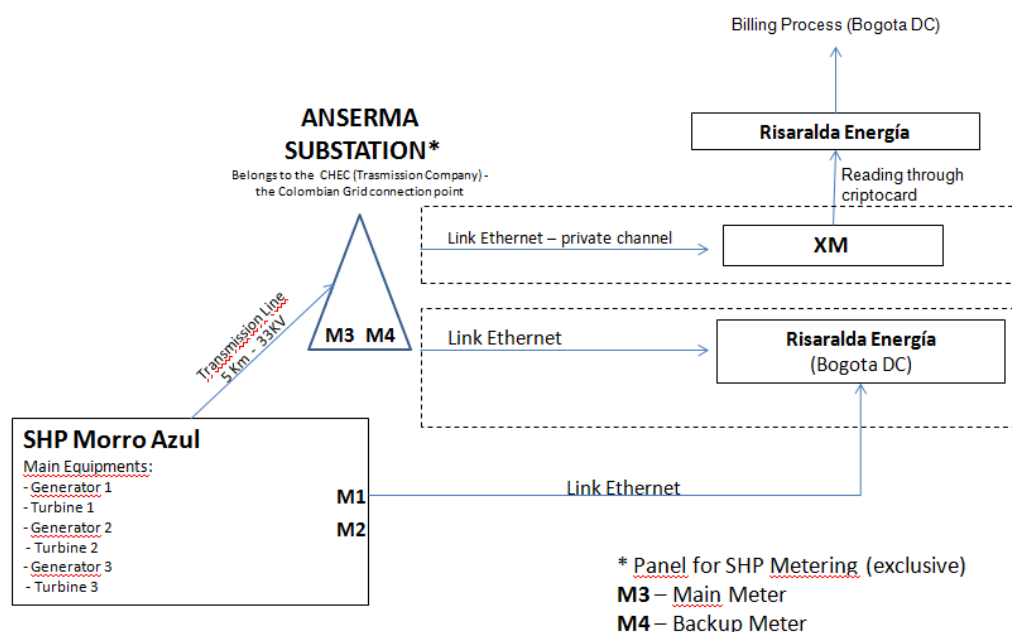 Billing Process (Bogota DC)
Risaralda Energía
Reading through
criptocard
ANSERMA
SUBSTATION*
Belongs to the CHEC (Trasmission Company) -
the Colombian Grid connection point
Link Ethernet – private channel
XM
Transmission Line
5 Km - 33KV
M3 M4
Link Ethernet
Risaralda Energía
(Bogota DC)
SHP Morro Azul
Main Equipments:
- Generator 1
- Turbine 1
- Generator 2
- Turbine 2
- Generator 3
- Turbine 3
M1
M2
Link Ethernet
* Panel for SHP Metering (exclusive)
M3 – Main Meter
M4 – Backup Meter